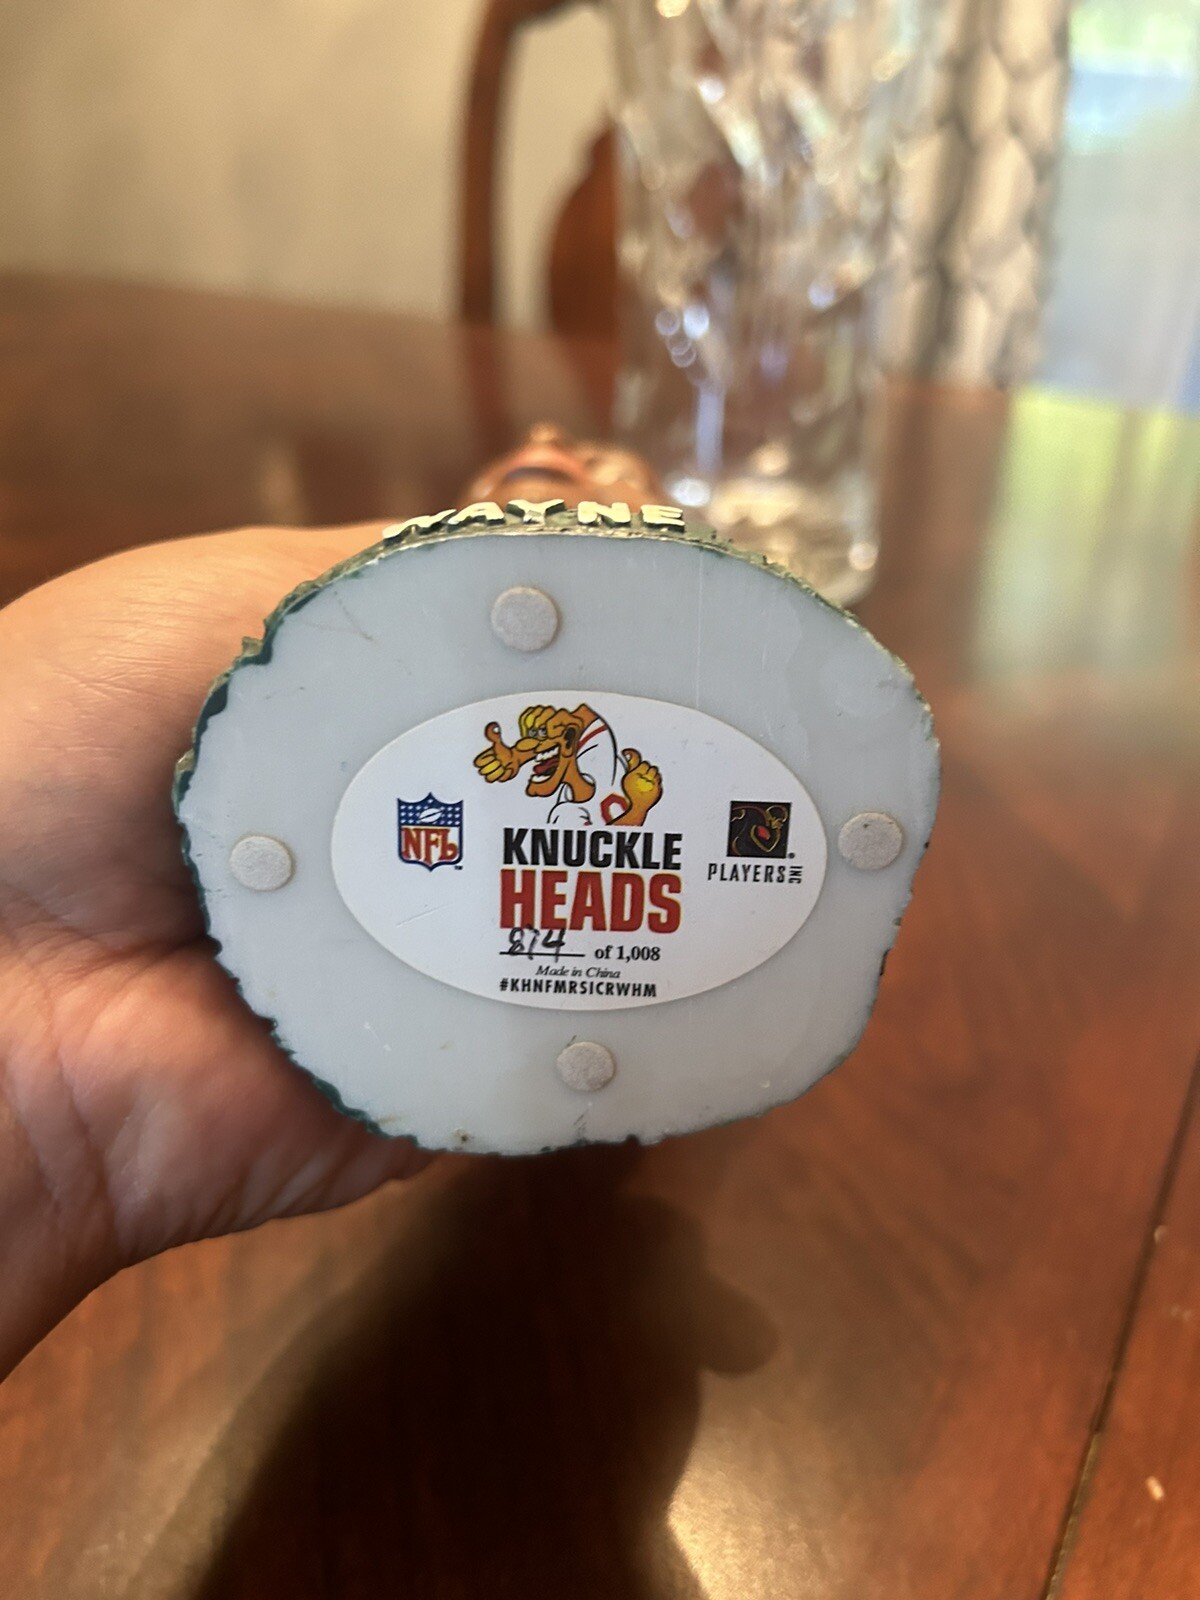 WAYNE
NFL
KNUCKLE
HEADS
PLAYERS INC
874 of 1,008
Made in China
#KHNFMRSICRWHM